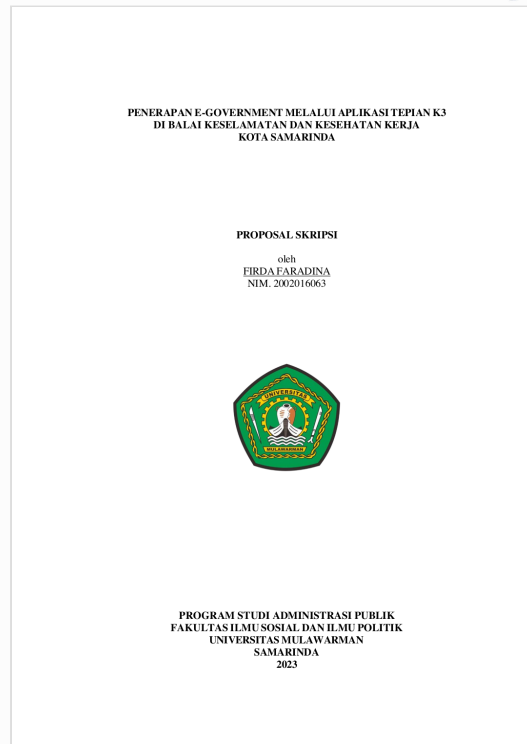 PENERAPAN E-GOVERNMENT MELALUI APLIKASI TEPIAN K3
DI BALAI KESELAMATAN DAN KESEHATAN KERJA
KOTA SAMARINDA
PROPOSAL SKRIPSI
oleh
FIRDA FARADINA
NIM. 2002016063
UNIVERSITAS
MULAWARMAN
PROGRAM STUDI ADMINISTRASI PUBLIK
FAKULTAS ILMU SOSIAL DAN ILMU POLITIK
UNIVERSITAS MULAWARMAN
SAMARINDA
2023